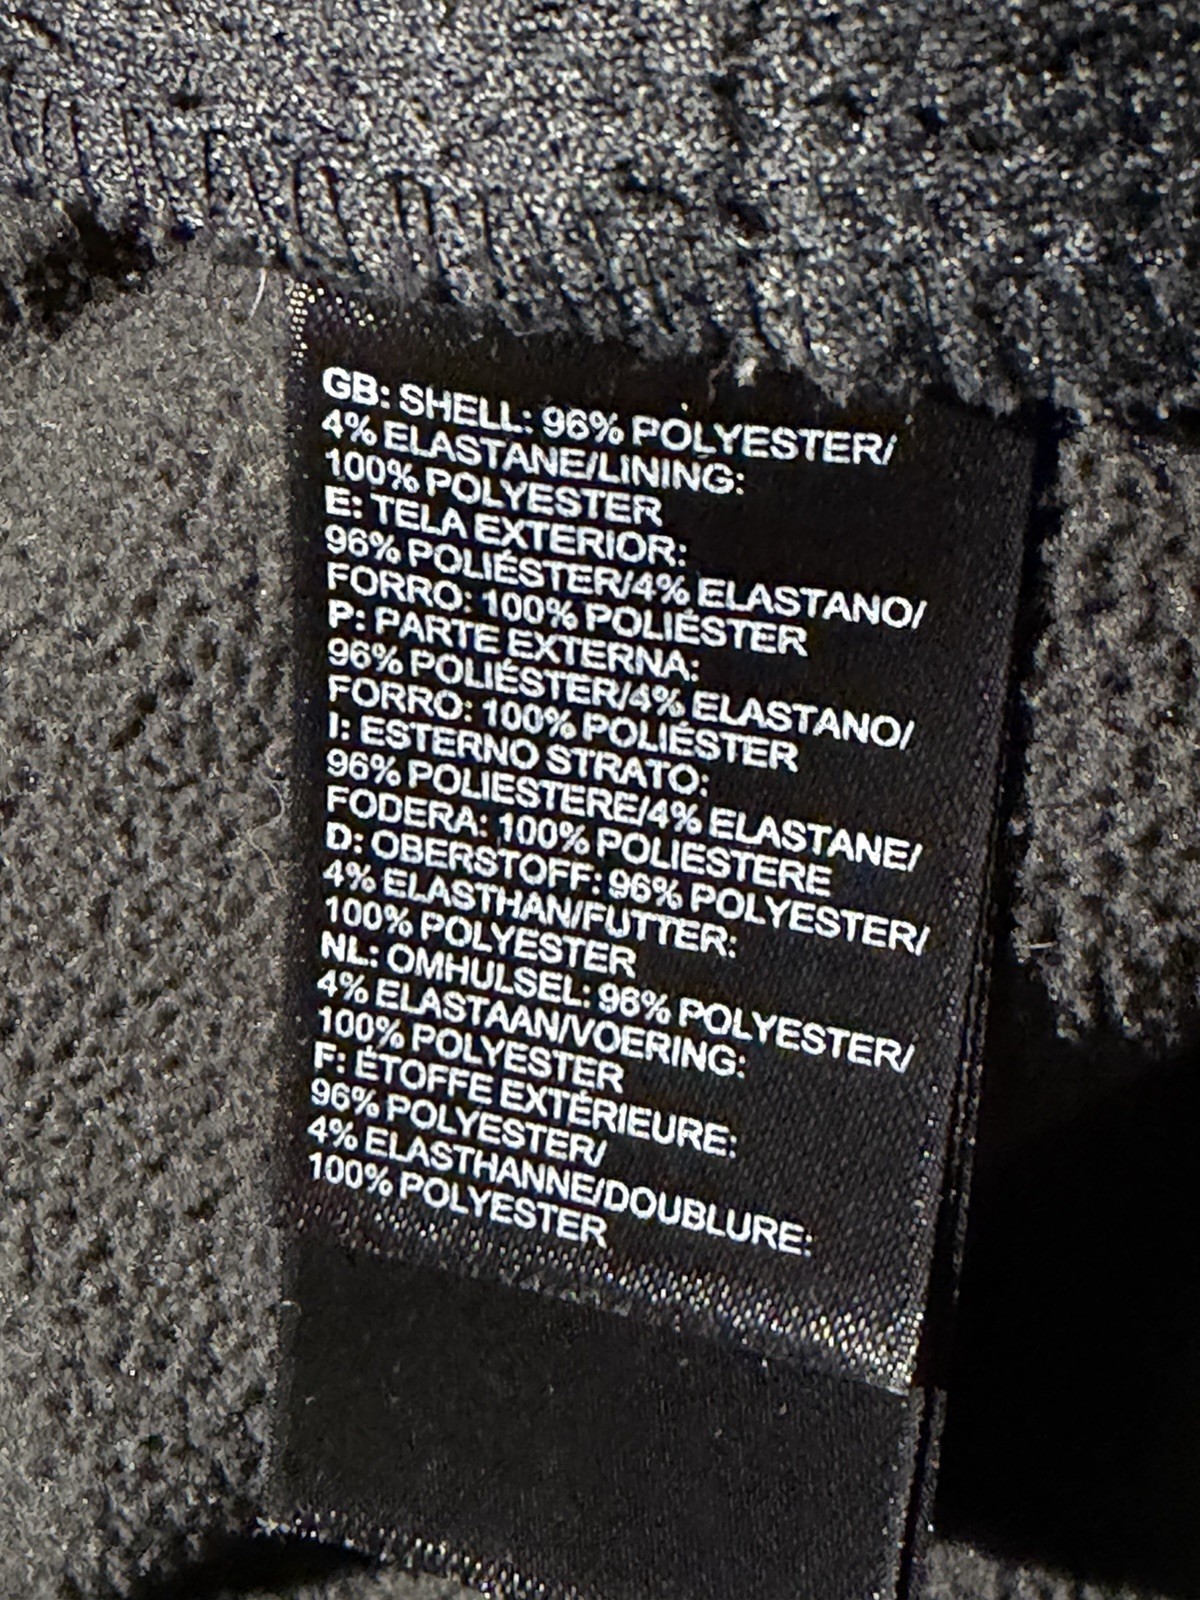 GB: SHELL: 96% POLYESTER/
4% ELASTANE/LINING:
100% POLYESTER
E: TELA EXTERIOR:
96% POLIÉSTER/4% ELASTANO/
FORRO: 100% POLIÉSTER
P: PARTE EXTERNA:
96% POLIÉSTER/4% ELASTANO/
FORRO: 100% POLIÉSTER
I: ESTERNO STRATO:
96% POLIESTERE/4% ELASTANE/
FODERA: 100% POLIESTERE
D: OBERSTOFF: 96% POLYESTER/
4% ELASTHAN/FUTTER:
100% POLYESTER
NL: OMHULSEL: 96% POLYESTER/
4% ELASTAAN/VOERING:
100% POLYESTER
F: ÉTOFFE EXTÉRIEURE:
96% POLYESTER/
4% ELASTHANNE/DOUBLURE:
100% POLYESTER